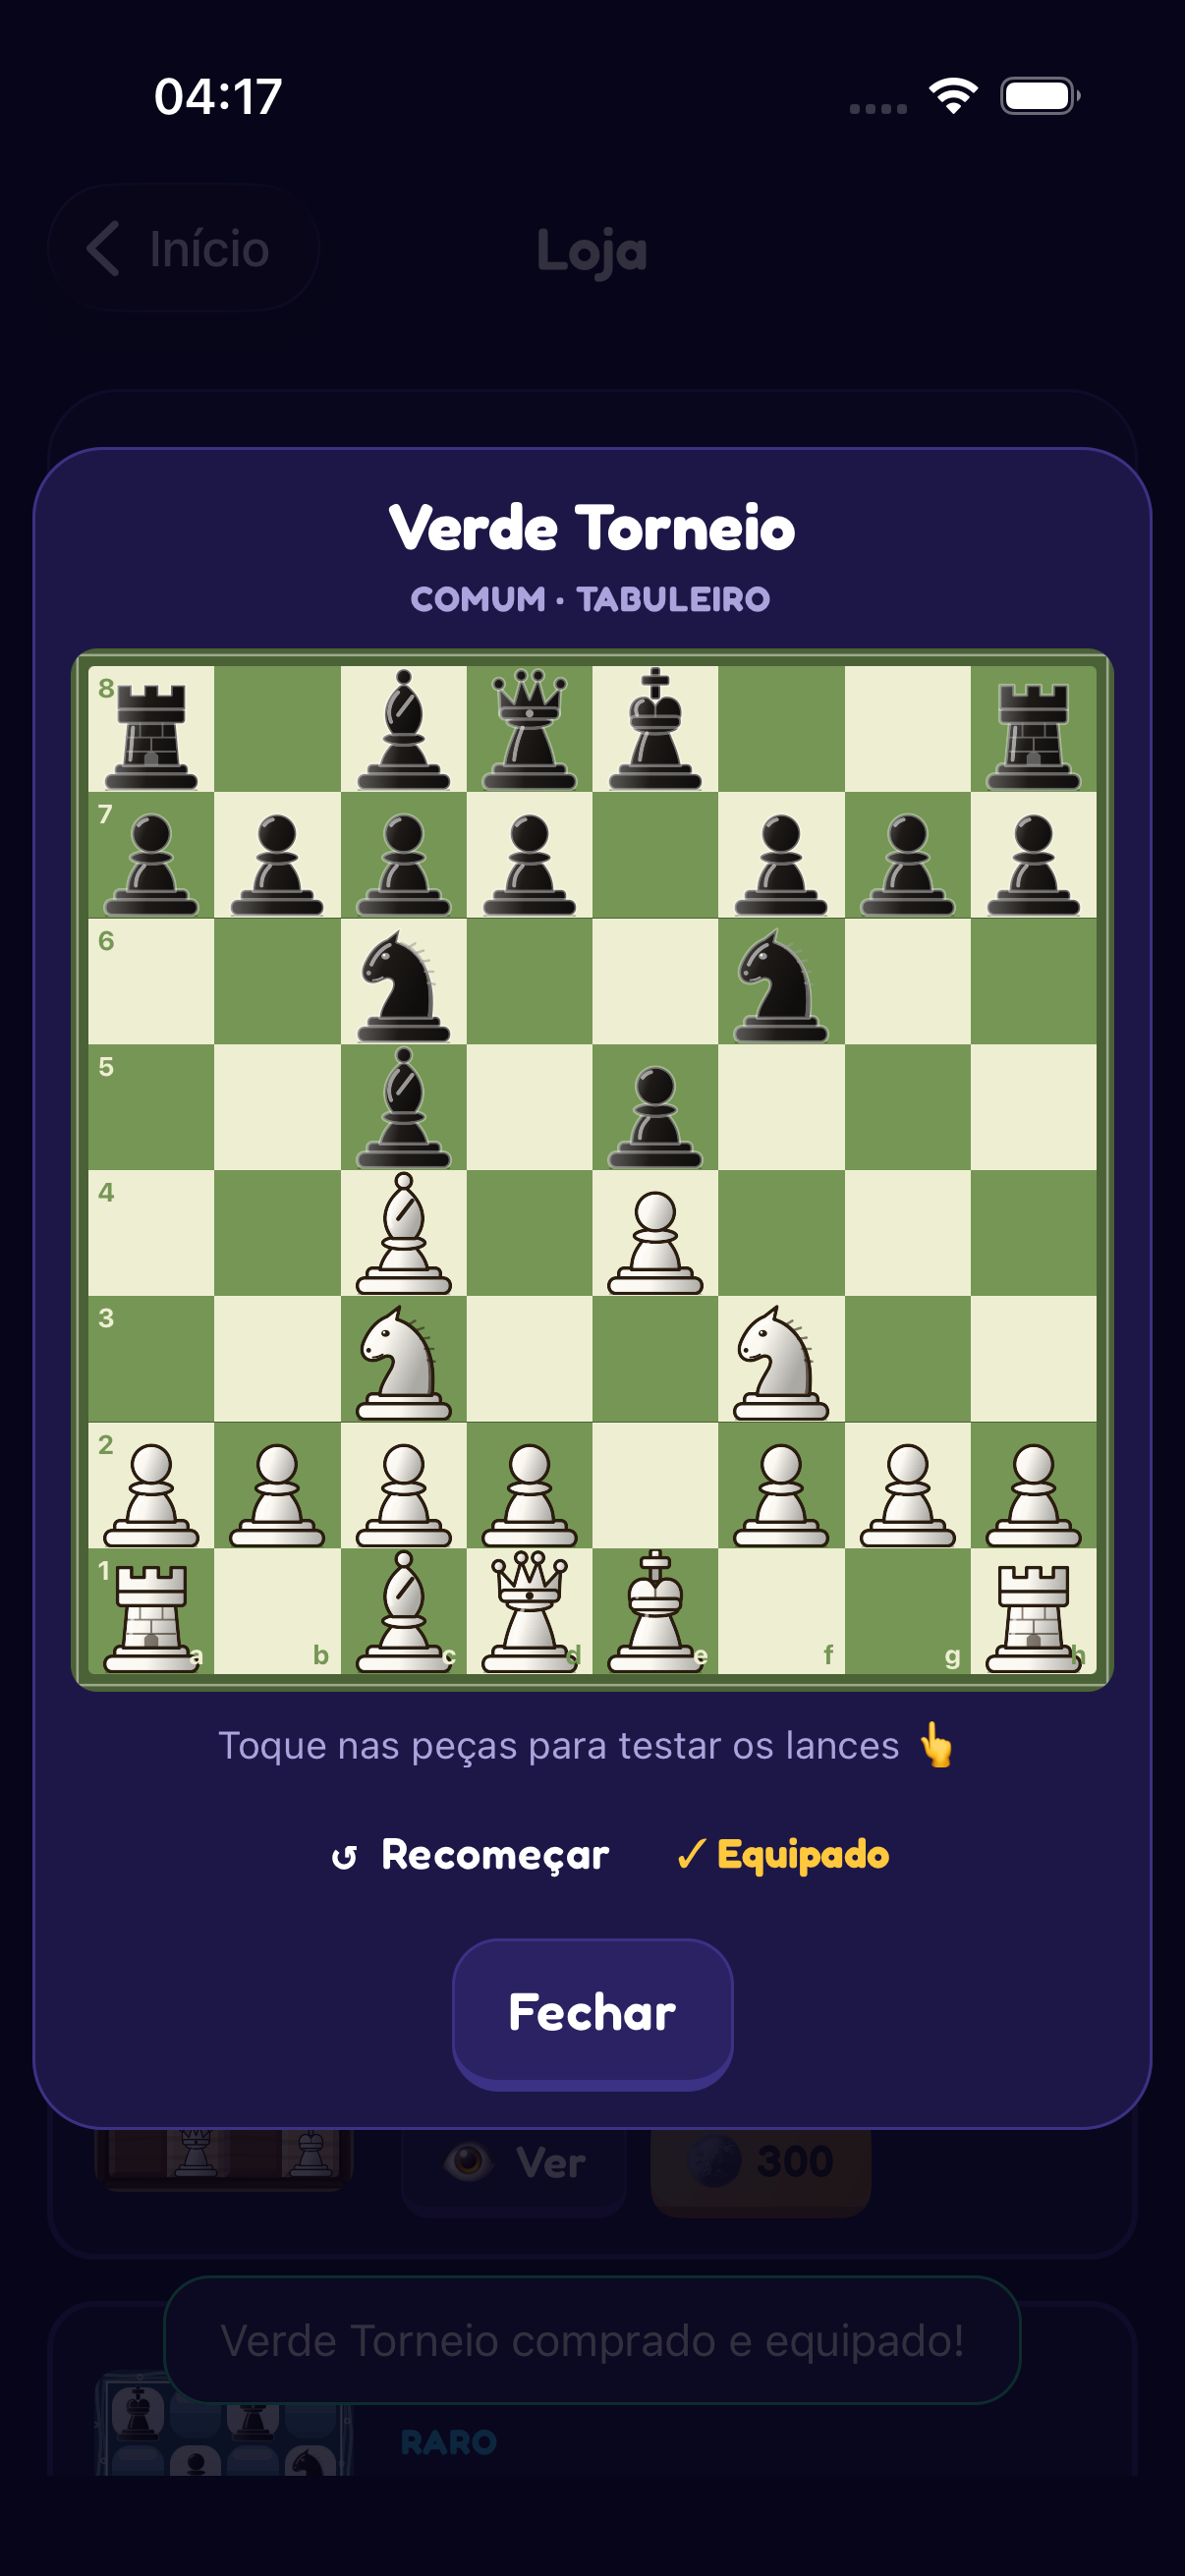 04:17
Início
Loja
Verde Torneio
COMUM · TABULEIRO
8
7
6
5
4
3
2
1
a b c d e f g h
Toque nas peças para testar os lances 👆
↺ Recomeçar ✓ Equipado
Fechar
Ver 300
Verde Torneio comprado e equipado!
RARO